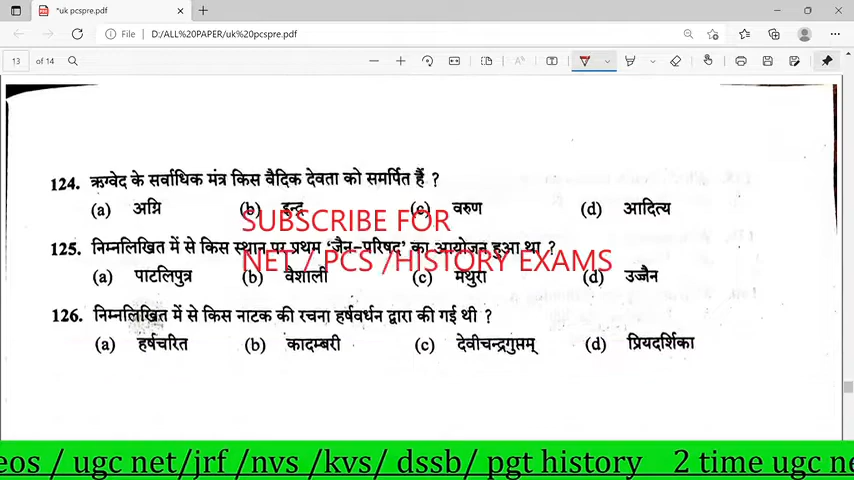 *uk pcspre.pdf
File D:/ALL%20PAPER/uk%20pcspre.pdf
13 of 14
124. ऋग्वेद के सर्वाधिक मंत्र किस वैदिक देवता को समर्पित हैं ?
(a) अग्नि (b) इन्द्र (c) वरुण (d) आदित्य
SUBSCRIBE FOR
125. निम्नलिखित में से किस स्थान पर प्रथम ‘जैन-परिषद’ का आयोजन हुआ था ?
NET / PCS /HISTORY EXAMS
(a) पाटलिपुत्र (b) वैशाली (c) मथुरा (d) उज्जैन
126. निम्नलिखित में से किस नाटक की रचना हर्षवर्धन द्वारा की गई थी ?
(a) हर्षचरित (b) कादम्बरी (c) देवीचन्द्रगुप्तम् (d) प्रियदर्शिका
eos / ugc net/jrf /nvs /kvs/ dssb/ pgt history 2 time ugc ne